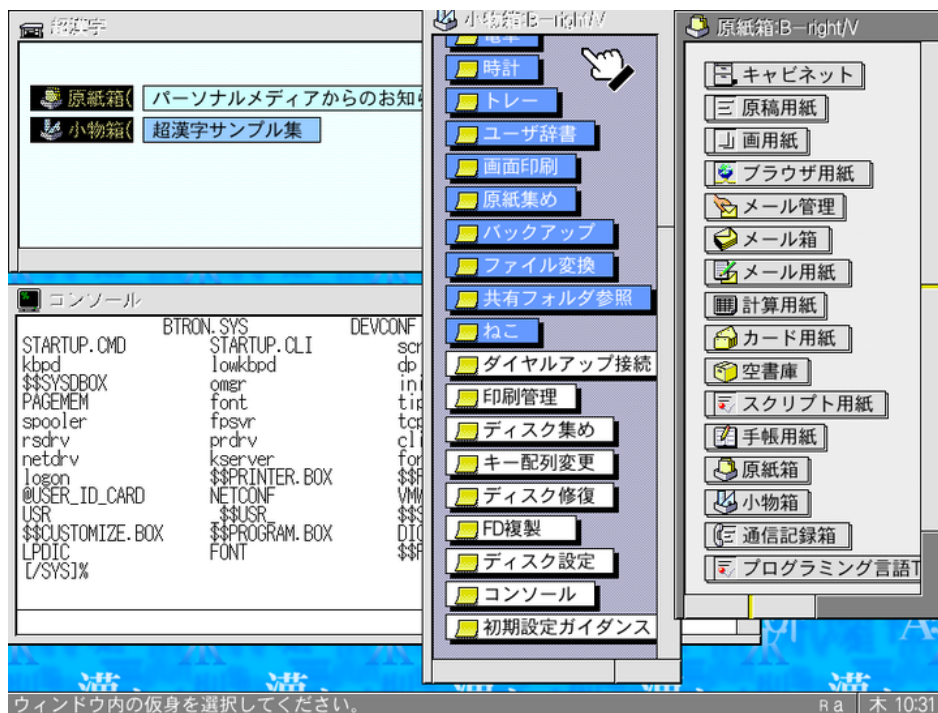 超漢字
原紙箱(
パーソナルメディアからのお知
小物箱(
超漢字サンプル集
コンソール
BTRON.SYS DEVCONF
STARTUP.CMD STARTUP.CLI scr
kbpd lowkbpd dp
$$SYSDBOX omgr ini
PAGEMEM font tip
spooler fpsvr tcp
rsdrv prdrv cli
netdrv kserver for
logon $$PRINTER.BOX
@USER_ID_CARD NETCONF VMW
USR _$$USR_
$$CUSTOMIZE.BOX $$PROGRAM.BOX DIC
LPDIC FONT
[/SYS]%
小物箱:B-right/V
電卓
時計
トレー
ユーザ辞書
画面印刷
原紙集め
バックアップ
ファイル変換
共有フォルダ参照
ねこ
ダイヤルアップ接続
印刷管理
ディスク集め
キー配列変更
ディスク修復
FD複製
ディスク設定
コンソール
初期設定ガイダンス
原紙箱:B-right/V
キャビネット
原稿用紙
画用紙
ブラウザ用紙
メール管理
メール箱
メール用紙
計算用紙
カード用紙
空書庫
スクリプト用紙
手帳用紙
原紙箱
小物箱
通信記録箱
プログラミング言語T
ウィンドウ内の仮身を選択してください。
Ra 木 10:31